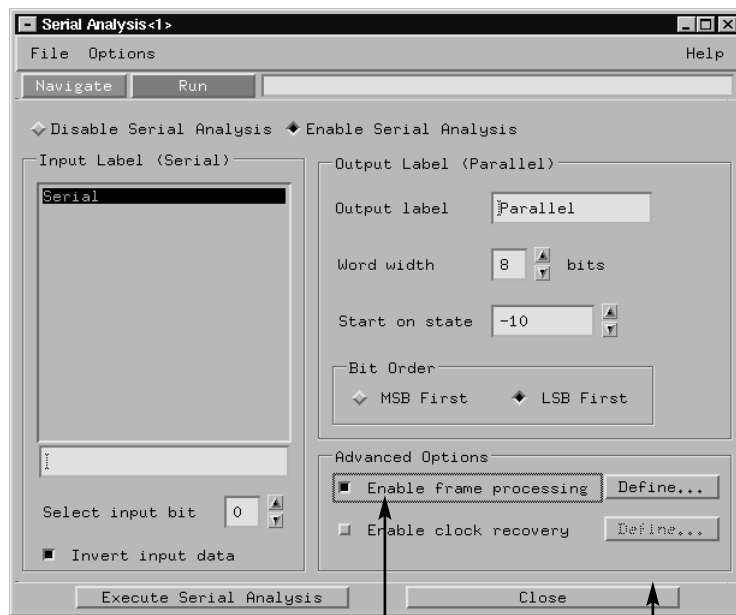 Serial Analysis<1>
File Options Help
Navigate Run
Disable Serial Analysis Enable Serial Analysis
Input Label (Serial)
Serial
Select input bit 0
Invert input data
Output Label (Parallel)
Output label Parallel
Word width 8 bits
Start on state -10
Bit Order
MSB First LSB First
Advanced Options
Enable frame processing Define...
Enable clock recovery Define...
Execute Serial Analysis Close